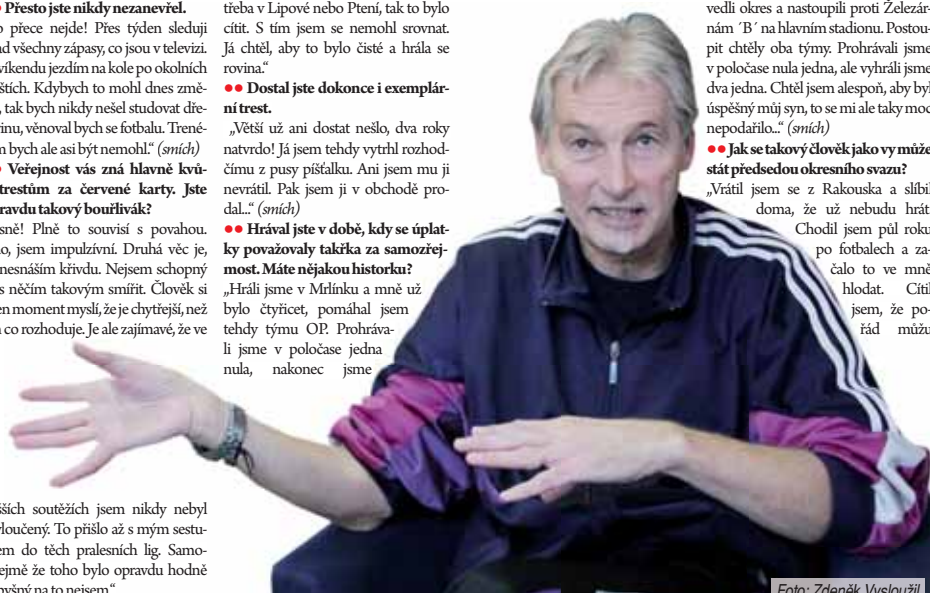 Přesto jste nikdy nezanevřel.
přece nejde! Přes týden sleduji
všechny zápasy, co jsou v televizi.
víkendu jezdím na kole po okolních
Kdybych to mohl dnes změ-
tak bych nikdy nešel studovat dře-
věnoval bych se fotbalu. Trené-
bych ale asi být nemohl.“ (smích)
Veřejnost vás zná hlavně kvů-
trestům za červené karty. Jste
takový bouřlivák?
Plně to souvisí s povahou.
jsem impulzívní. Druhá věc je,
nesnáším křivdu. Nejsem schopný
s něčím takovým smířit. Člověk si
moment myslí, že je chytřejší, než
co rozhoduje. Je ale zajímavé, že ve
soutěžích jsem nikdy nebyl
To přišlo až s mým sestu-
do těch pralesních lig. Samo-
že toho bylo opravdu hodně
na to nejsem“
třeba v Lipové nebo Ptení, tak to bylo
cítit. S tím jsem se nemohl srovnat.
Já chtěl, aby to bylo čisté a hrála se
rovina.“
●● Dostal jste dokonce i exemplár-
ní trest.
„Větší už ani dostat nešlo, dva roky
natvrdo! Já jsem tehdy vytrhl rozhod-
čímu z pusy píšťalku. Ani jsem mu ji
nevrátil. Pak jsem ji v obchodě pro-
dal...“ (smích)
●● Hrával jste v době, kdy se úplat-
ky považovaly takřka za samozřej-
most. Máte nějakou historku?
„Hráli jsme v Mrlínku a mně už
bylo čtyřicet, pomáhal jsem
tehdy týmu OP. Prohráva-
li jsme v poločase jedna
nula, nakonec jsme
vedli okres a nastoupili proti Železár-
nám ´B´ na hlavním stadionu. Postou-
pit chtěly oba týmy. Prohrávali jsme
v poločase nula jedna, ale vyhráli jsme
dva jedna. Chtěl jsem alespoň, aby byl
úspěšný můj syn, to se mi ale taky moc
nepodařilo...“ (smích)
●● Jak se takový člověk jako vy může
stát předsedou okresního svazu?
„Vrátil jsem se z Rakouska a slíbil
doma, že už nebudu hrát.
Chodil jsem půl roku
po fotbalech a za-
čalo to ve mně
hlodat. Cítil
jsem, že po-
řád můžu
Foto: Zdeněk Vysloužil